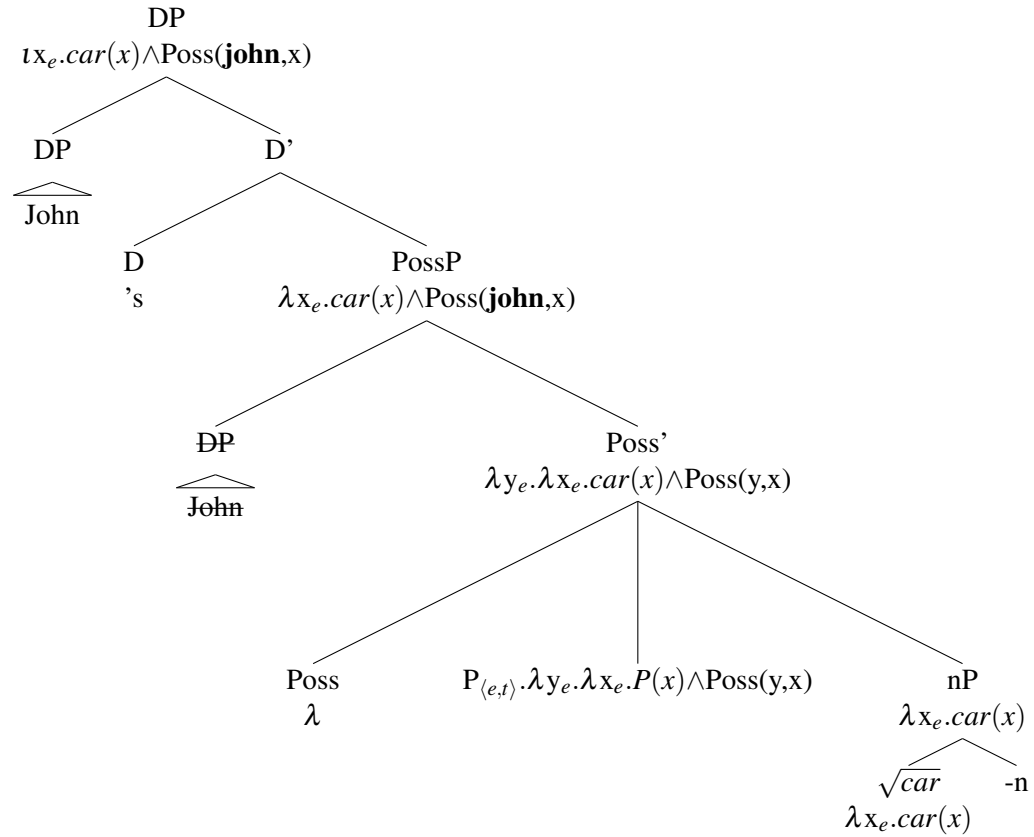 DP
ιx_e.car(x)∧Poss(john,x)
DP D'
John
D PossP
's λx_e.car(x)∧Poss(john,x)
DP Poss'
John λy_e.λx_e.car(x)∧Poss(y,x)
Poss P_⟨e,t⟩.λy_e.λx_e.P(x)∧Poss(y,x) nP
λ λx_e.car(x)
√car -n
λx_e.car(x)